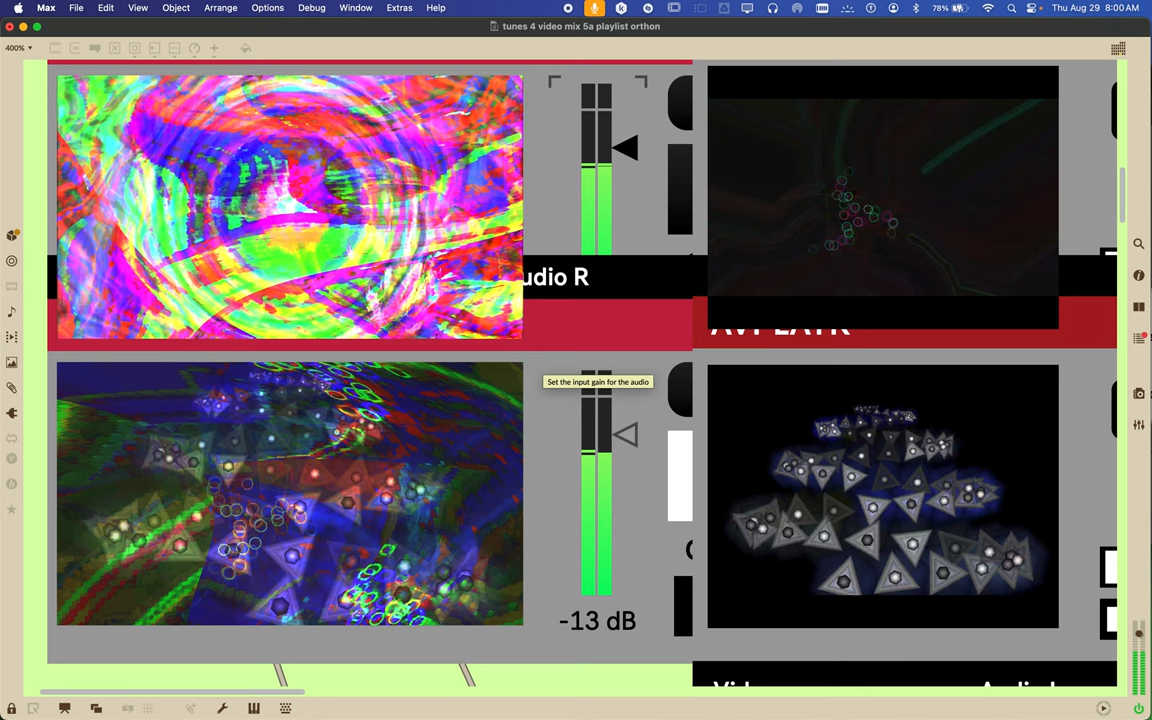 Max File Edit View Object Arrange Options Debug Window Extras Help 78% Thu Aug 29 8:00 AM
tunes 4 video mix 5a playlist orthon
400%
udio R
Set the input gain for the audio
-13 dB